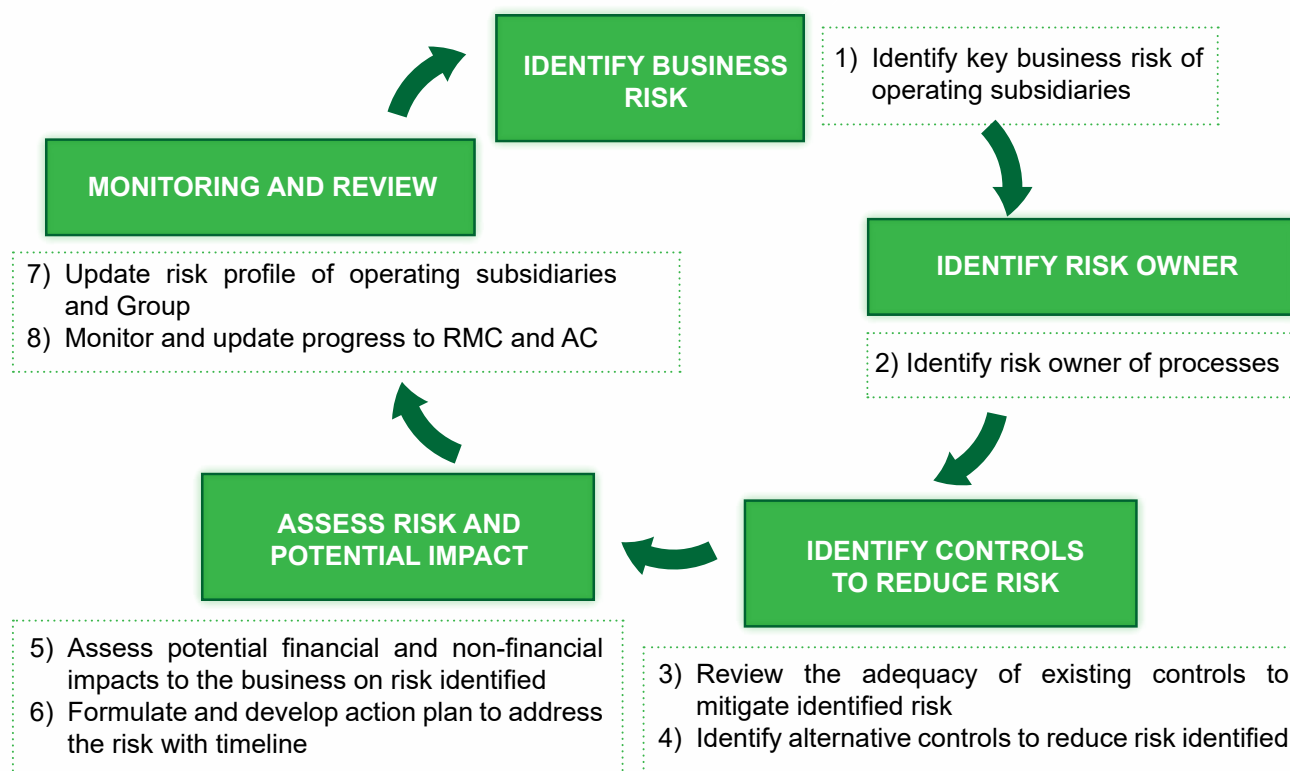 IDENTIFY BUSINESS
RISK
1) Identify key business risk of
operating subsidiaries
IDENTIFY RISK OWNER
2) Identify risk owner of processes
IDENTIFY CONTROLS
TO REDUCE RISK
3) Review the adequacy of existing controls to
mitigate identified risk
4) Identify alternative controls to reduce risk identified
ASSESS RISK AND
POTENTIAL IMPACT
5) Assess potential financial and non-financial
impacts to the business on risk identified
6) Formulate and develop action plan to address
the risk with timeline
MONITORING AND REVIEW
7) Update risk profile of operating subsidiaries
and Group
8) Monitor and update progress to RMC and AC